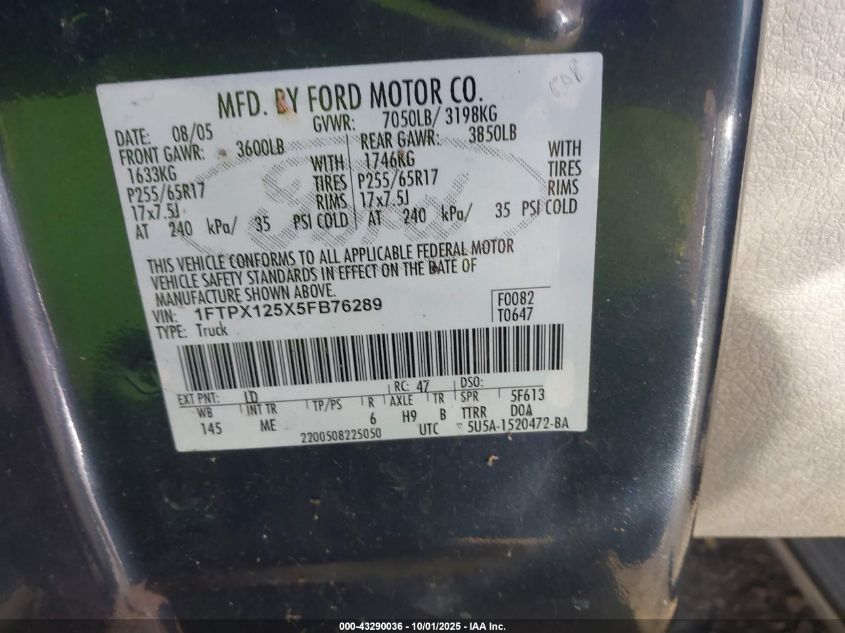 MFD. BY FORD MOTOR CO.
DATE: 08/05 GVWR: 7050LB/ 3198KG
FRONT GAWR: 3600LB REAR GAWR: 3850LB
1633KG WITH 1746KG WITH
P255/65R17 TIRES P255/65R17 TIRES
17x7.5J RIMS 17x7.5J RIMS
AT 240 kPa/ 35 PSI COLD AT 240 kPa/ 35 PSI COLD
Ford
THIS VEHICLE CONFORMS TO ALL APPLICABLE FEDERAL MOTOR
VEHICLE SAFETY STANDARDS IN EFFECT ON THE DATE OF
MANUFACTURE SHOWN ABOVE.
VIN: 1FTPX125X5FB76289 F0082
TYPE: Truck T0647
EXT PNT: ID RC: 47 DSO:
WB INT TR TP/PS R AXLE TR SPR 5F613
145 ME 6 H9 B TTRR DOA
2200508225050 UTC 5U5A-1520472-BA
000-43290036 - 10/01/2025 - IAA Inc.